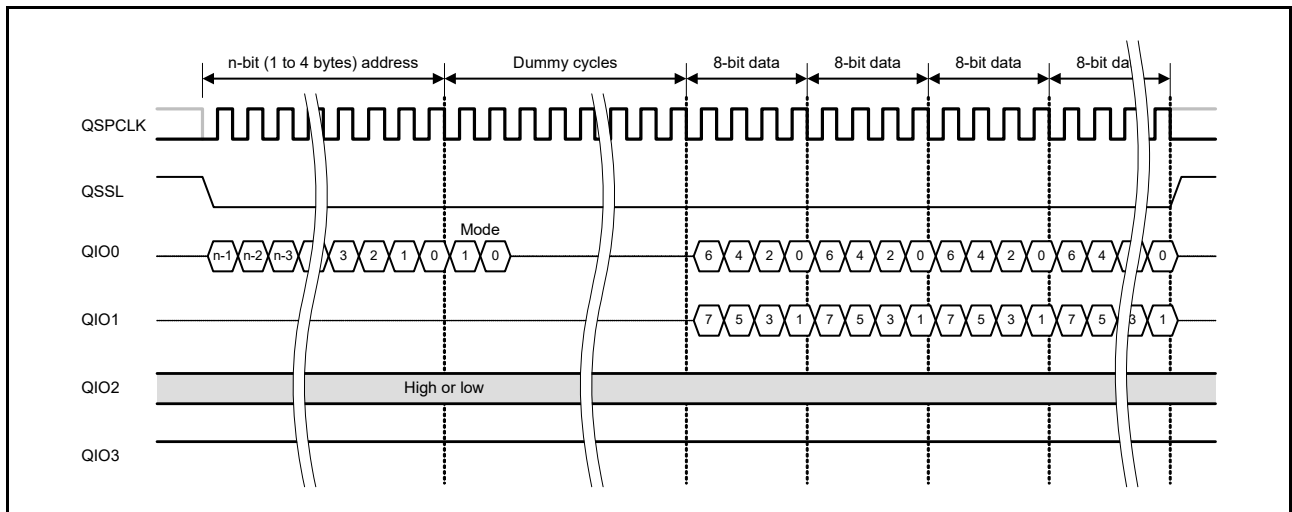 n-bit (1 to 4 bytes) address Dummy cycles 8-bit data 8-bit data 8-bit data 8-bit da
QSPCLK
QSSL
Mode
QIO0 n-1 n-2 n-3 3 2 1 0 1 0 6 4 2 0 6 4 2 0 6 4 2 0 6 4 0
QIO1 7 5 3 1 7 5 3 1 7 5 3 1 7 5 3 1
QIO2 High or low
QIO3